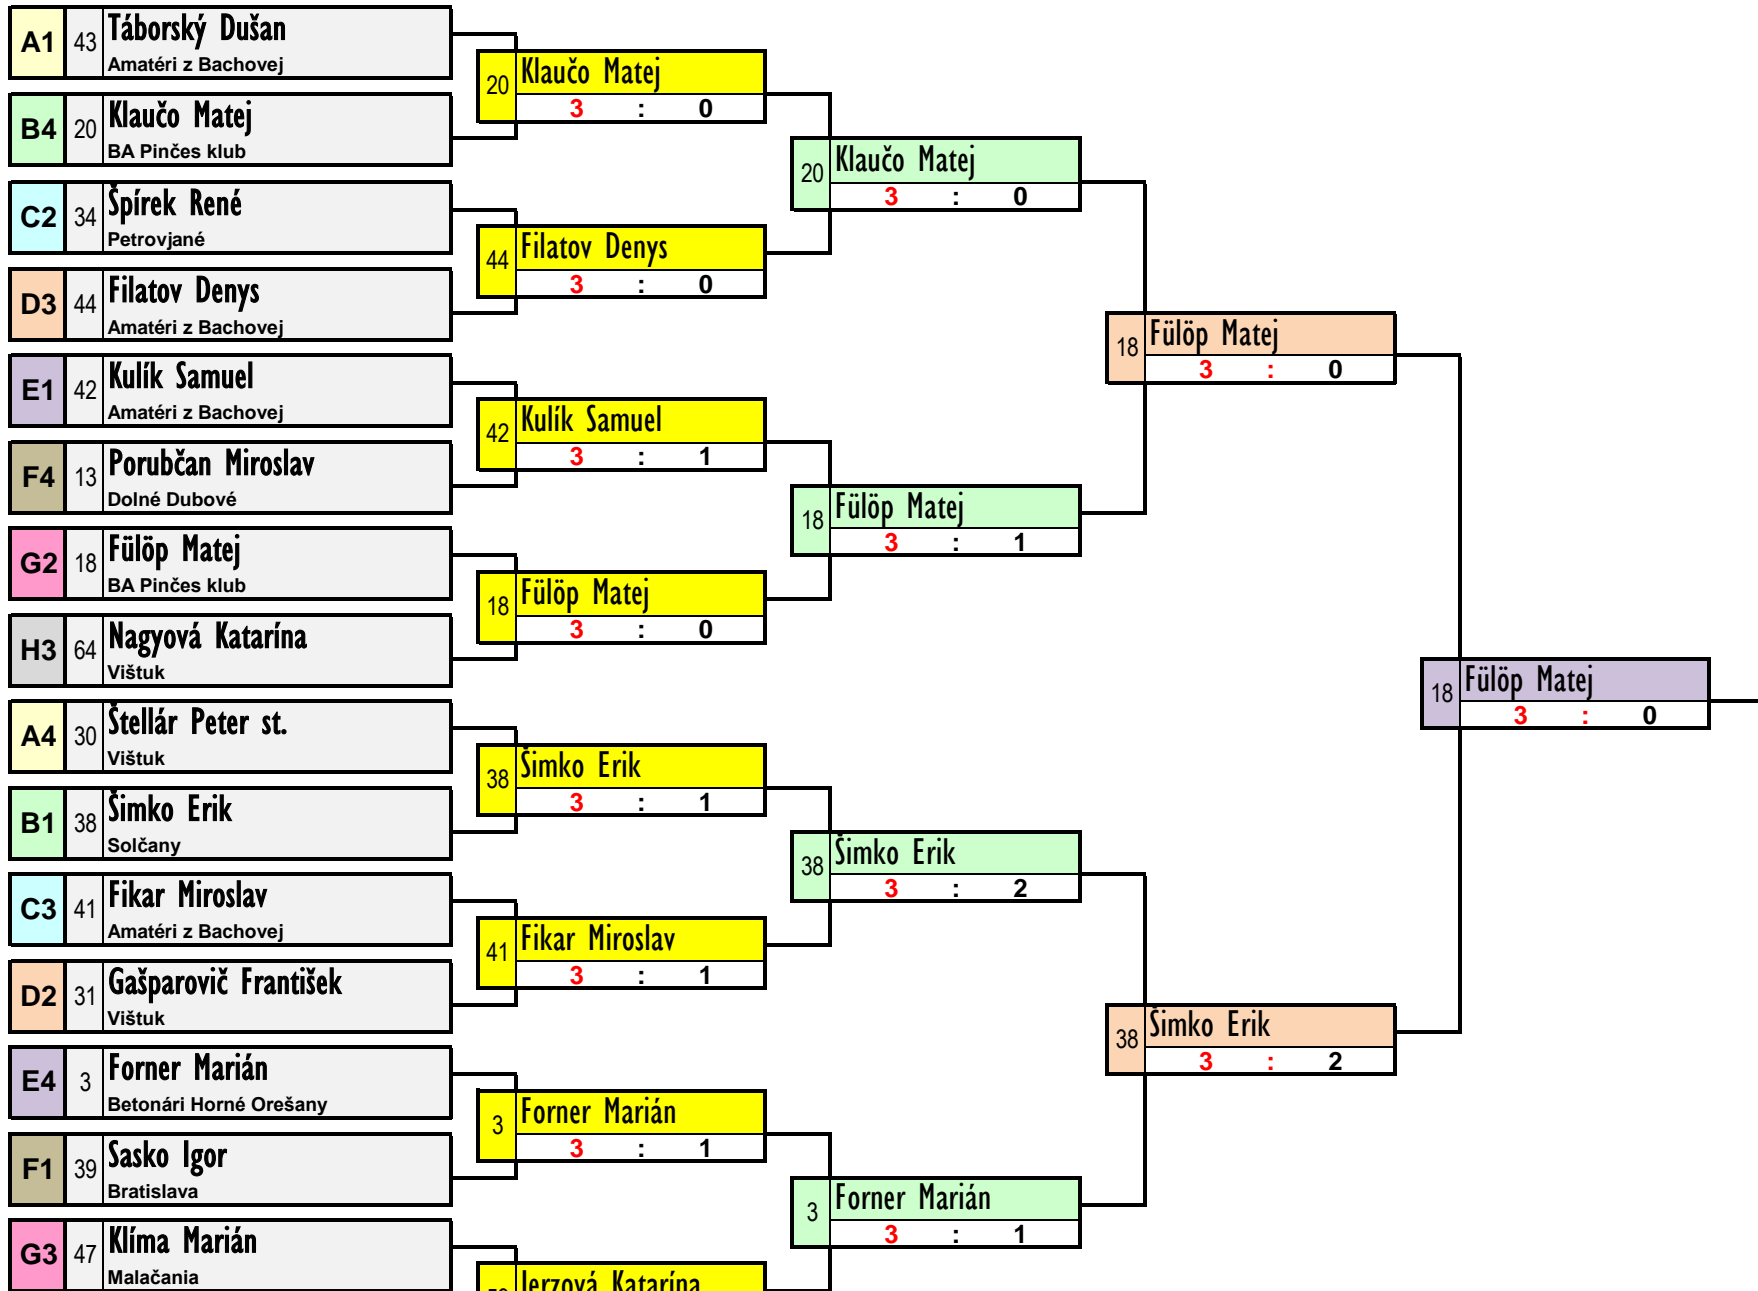 A1 43 Táborský Dušan
Amatéri z Bachovej
B4 20 Klaučo Matej
BA Pinčes klub
C2 34 Špírek René
Petrovjané
D3 44 Filatov Denys
Amatéri z Bachovej
E1 42 Kulík Samuel
Amatéri z Bachovej
F4 13 Porubčan Miroslav
Dolné Dubové
G2 18 Fülöp Matej
BA Pinčes klub
H3 64 Nagyová Katarína
Vištuk
A4 30 Štellár Peter st.
Vištuk
B1 38 Šimko Erik
Solčany
C3 41 Fikar Miroslav
Amatéri z Bachovej
D2 31 Gašparovič František
Vištuk
E4 3 Forner Marián
Betonári Horné Orešany
F1 39 Sasko Igor
Bratislava
G3 47 Klíma Marián
Malačania
20 Klaučo Matej
3 : 0
44 Filatov Denys
3 : 0
42 Kulík Samuel
3 : 1
18 Fülöp Matej
3 : 0
38 Šimko Erik
3 : 1
41 Fikar Miroslav
3 : 1
3 Forner Marián
3 : 1
Jerzová Katarína
20 Klaučo Matej
3 : 0
18 Fülöp Matej
3 : 1
38 Šimko Erik
3 : 2
3 Forner Marián
3 : 1
18 Fülöp Matej
3 : 0
38 Šimko Erik
3 : 2
18 Fülöp Matej
3 : 0